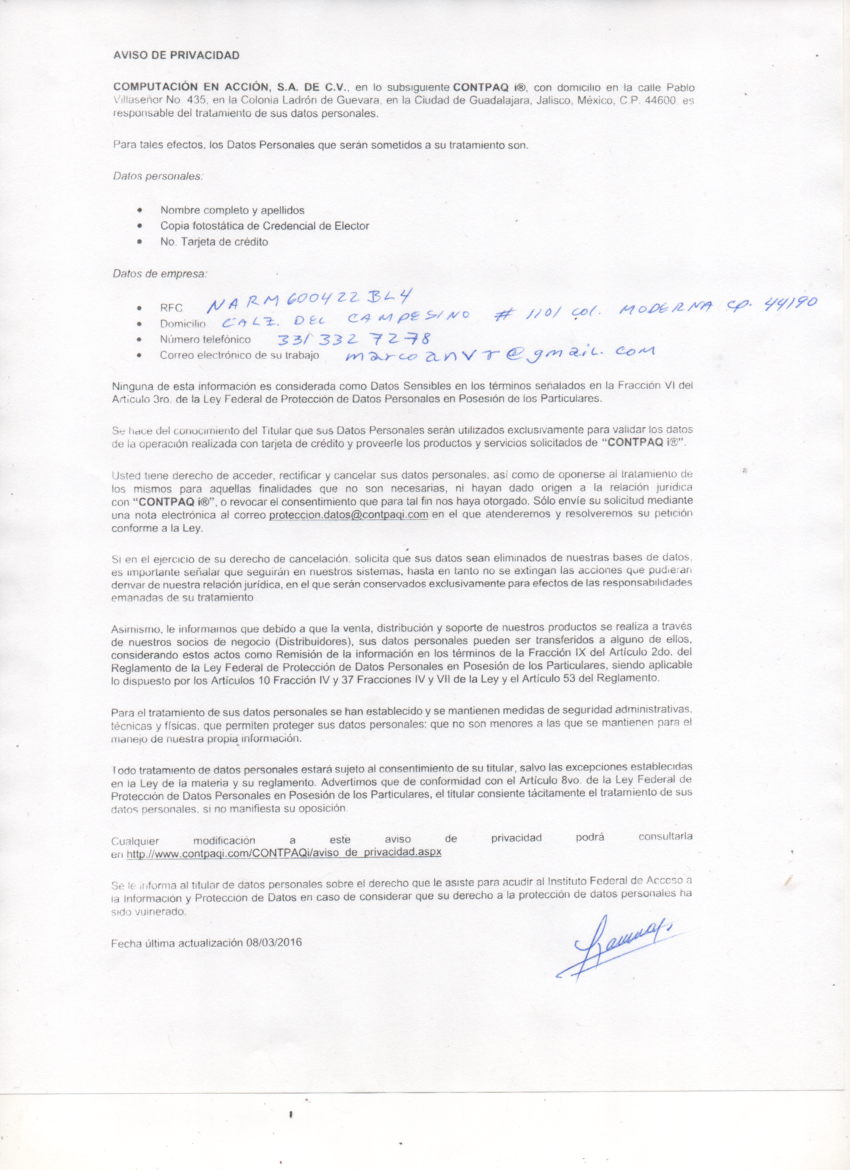 AVISO DE PRIVACIDAD
COMPUTACIÓN EN ACCIÓN, S.A. DE C.V., en lo subsiguiente CONTPAQ i®, con domicilio en la calle Pablo
Villaseñor No. 435, en la Colonia Ladrón de Guevara, en la Ciudad de Guadalajara, Jalisco, México, C.P. 44600, es
responsable del tratamiento de sus datos personales.
Para tales efectos, los Datos Personales que serán sometidos a su tratamiento son.
Datos personales:
• Nombre completo y apellidos
• Copia fotostática de Credencial de Elector
• No. Tarjeta de crédito
Datos de empresa:
• RFC NARM600422BL4
• Domicilio CALZ. DEL CAMPESINO # 1101 COL. MODERNA CP. 44190
• Número telefónico 331 332 7278
• Correo electrónico de su trabajo marcoanvr@gmail.com
Ninguna de esta información es considerada como Datos Sensibles en los términos señalados en la Fracción VI del
Artículo 3ro. de la Ley Federal de Protección de Datos Personales en Posesión de los Particulares.
Se hace del conocimiento del Titular que sus Datos Personales serán utilizados exclusivamente para validar los datos
de la operación realizada con tarjeta de crédito y proveerle los productos y servicios solicitados de “CONTPAQ i®”.
Usted tiene derecho de acceder, rectificar y cancelar sus datos personales, así como de oponerse al tratamiento de
los mismos para aquellas finalidades que no son necesarias, ni hayan dado origen a la relación jurídica
con “CONTPAQ i®”, o revocar el consentimiento que para tal fin nos haya otorgado. Sólo envíe su solicitud mediante
una nota electrónica al correo proteccion.datos@contpaqi.com en el que atenderemos y resolveremos su petición
conforme a la Ley.
Si en el ejercicio de su derecho de cancelación, solicita que sus datos sean eliminados de nuestras bases de datos,
es importante señalar que seguirán en nuestros sistemas, hasta en tanto no se extingan las acciones que pudieran
derivar de nuestra relación jurídica, en el que serán conservados exclusivamente para efectos de las responsabilidades
emanadas de su tratamiento
Asimismo, le informamos que debido a que la venta, distribución y soporte de nuestros productos se realiza a través
de nuestros socios de negocio (Distribuidores), sus datos personales pueden ser transferidos a alguno de ellos,
considerando estos actos como Remisión de la información en los términos de la Fracción IX del Artículo 2do. del
Reglamento de la Ley Federal de Protección de Datos Personales en Posesión de los Particulares, siendo aplicable
lo dispuesto por los Artículos 10 Fracción IV y 37 Fracciones IV y VII de la Ley y el Artículo 53 del Reglamento.
Para el tratamiento de sus datos personales se han establecido y se mantienen medidas de seguridad administrativas,
técnicas y físicas, que permiten proteger sus datos personales; que no son menores a las que se mantienen para el
manejo de nuestra propia información.
Todo tratamiento de datos personales estará sujeto al consentimiento de su titular, salvo las excepciones establecidas
en la Ley de la materia y su reglamento. Advertimos que de conformidad con el Artículo 8vo. de la Ley Federal de
Protección de Datos Personales en Posesión de los Particulares, el titular consiente tácitamente el tratamiento de sus
datos personales, si no manifiesta su oposición.
Cualquier modificación a este aviso de privacidad podrá consultarla
en http://www.contpaqi.com/CONTPAQi/aviso_de_privacidad.aspx
Se le informa al titular de datos personales sobre el derecho que le asiste para acudir al Instituto Federal de Acceso a
la Información y Protección de Datos en caso de considerar que su derecho a la protección de datos personales ha
sido vulnerado.
Fecha última actualización 08/03/2016